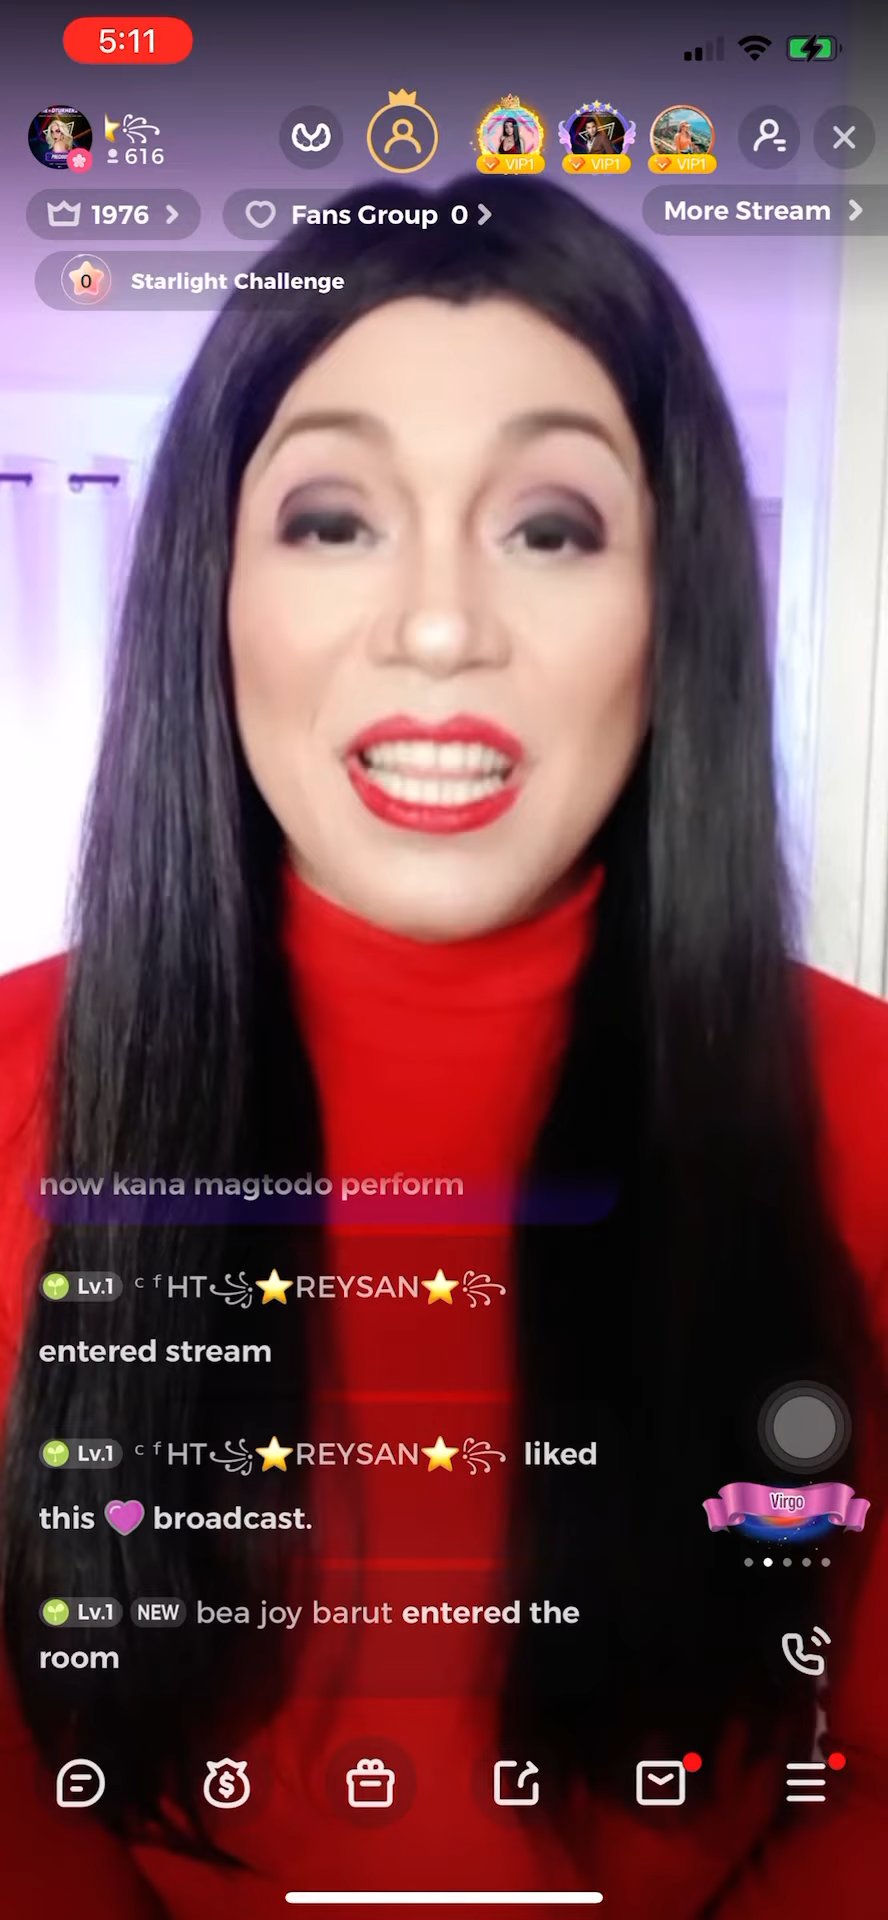 5:11
616
VIP1
VIP1
VIP1
1976
Fans Group 0
More Stream
0
Starlight Challenge
now kana magtodo perform
Lv.1 ᶜᶠHT꧁⭐REYSAN⭐꧂
entered stream
Lv.1 ᶜᶠHT꧁⭐REYSAN⭐꧂ liked
this 💜 broadcast.
Virgo
Lv.1 NEW bea joy barut entered the
room